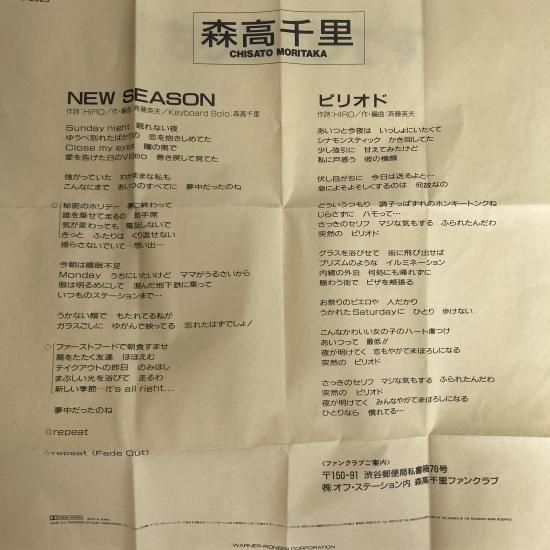 森高千里
CHISATO MORITAKA
NEW SEASON
作詩:HIRO/作・編曲:斉藤英夫/Keyboard Solo:森高千里
Sunday night 眠れない夜
ゆうべ別れたばかりの 恋を抱きしめてた
Close my eyes 瞳の奥で
愛を告げた日のVideo 巻き戻して見てた
強がっていた わがままな私も
こんなにまで あいつのすべてに 夢中だったのね
秘密のホリデー 夢に終わって
誰を乗せて走るの 助手席
気が変わっても 電話しないで
きっと ふたりは くり返せない
揺らさないでいて…想い出…
今朝は睡眠不足
Monday うちにいたいけど ママがうるさいから
服は明るめにして 混んだ地下鉄に乗って
いつものステーションまで…
うかない顔で もたれてる私が
ガラスごしに ゆがんで映ってる 忘れたはずでしょ!
ファーストフードで朝食すませ
肩をたたく友達 ほほえむ
テイクアウトの昨日 のみほし
まぶしい光を浴びて 走るわ
新しい季節…It's all right…
夢中だったのね
◎repeat
◎repeat (Fade Out)
ピリオド
作詩:HIRO/作・編曲:斉藤英夫
あいつと今夜は いっしょにいたくて
シナモンスティック かき回してた
少し強引に 甘えてみたけど
私に戸惑う 彼の横顔
伏し目がちに 今日は送るよと…
急によそよそしくするのは 何故なの
どういうつもり 調子っぱずれのホンキートンクね
じらさずに ハモって…
さっきのセリフ マジな気もする ふられたんだわ
突然の ピリオド
グラスを浴びせて 街に飛び出せば
プリズムのような イルミネーション
内緒の外泊 何処にも帰れずに
賑わう街で ピザを頬張る
お祭りのピエロや 人だかり
うかれたSaturdayに ひとり 歩けない
こんなかわいい女の子のハート傷つけ
あいつって 最低!!
夜が明けてく 恋もやがてまぼろしになる
突然の ピリオド
さっきのセリフ マジな気もする ふられたんだわ
突然の ピリオド
夜が明けてく みんなやがてまぼろしになる
ひとりなら 慣れてる…
〈ファンクラブご案内〉
〒150-91 渋谷郵便局私書箱76号
㈱オフ・ステーション内 森高千里ファンクラブ
WARNER-PIONEER CORPORATION